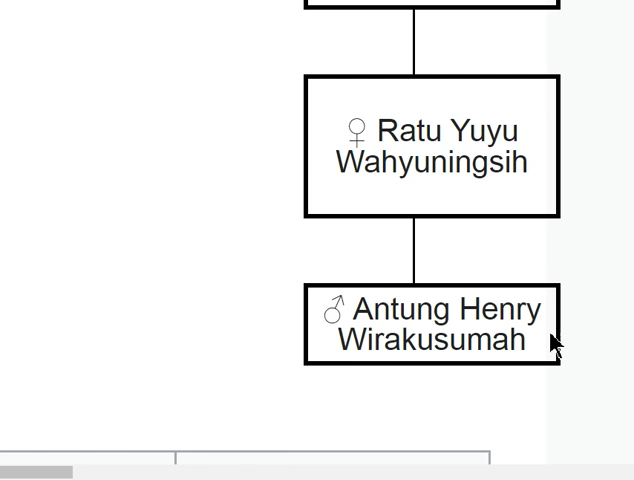 ♀ Ratu Yuyu
Wahyuningsih
♂ Antung Henry
Wirakusumah